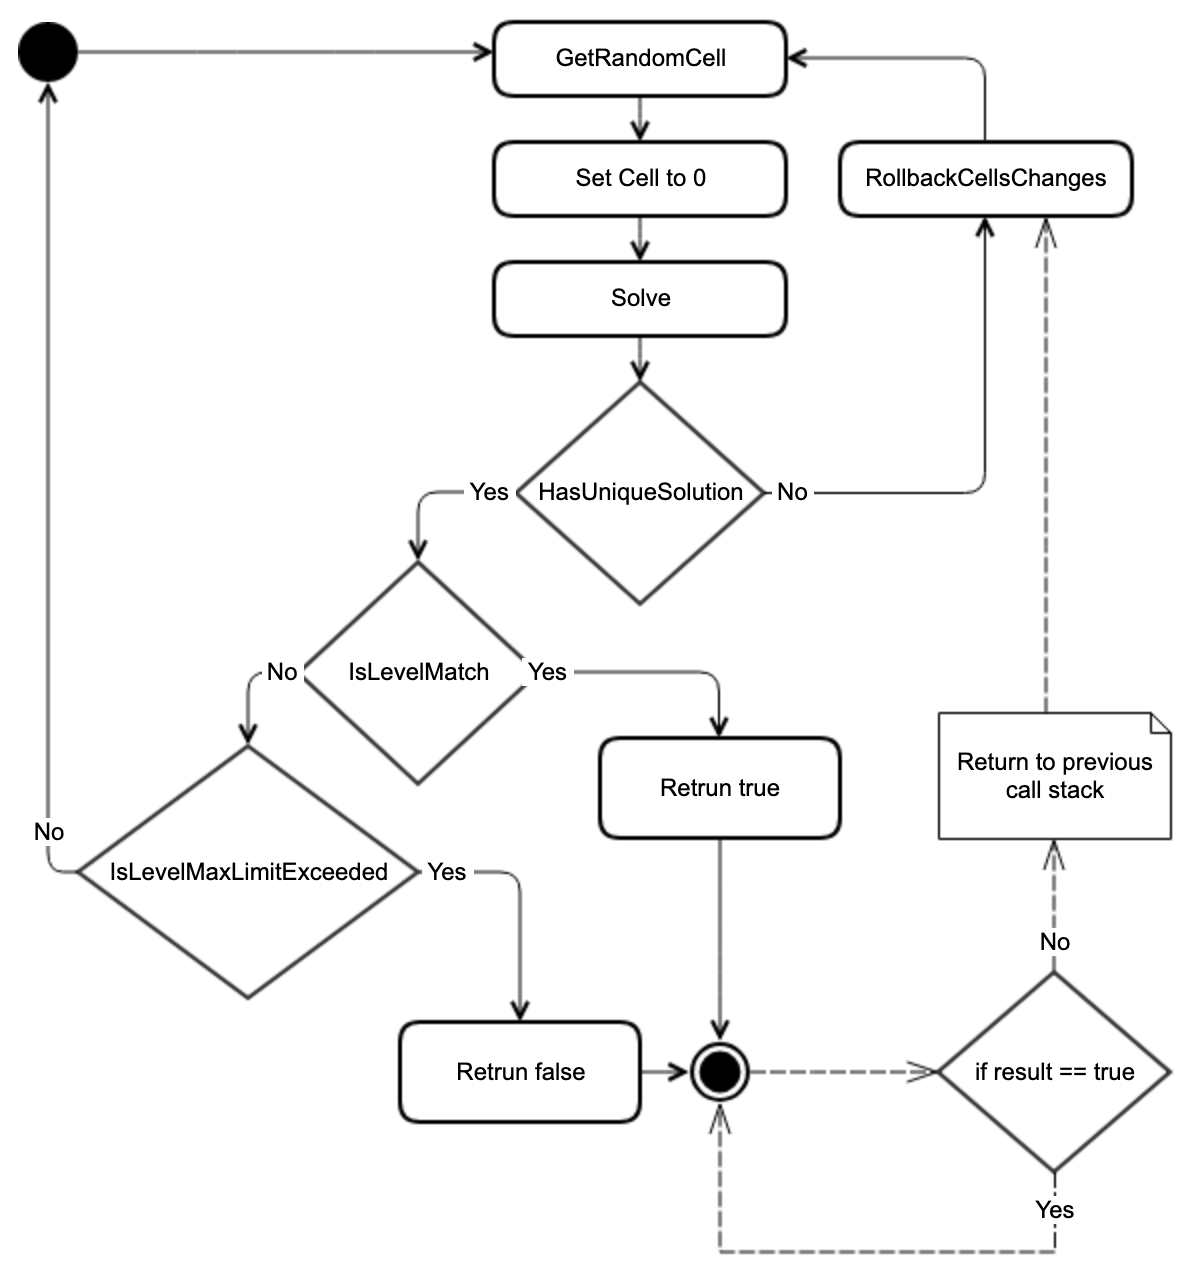 GetRandomCell
Set Cell to 0
RollbackCellsChanges
Solve
Yes
HasUniqueSolution
No
No
IsLevelMatch
Yes
Retrun true
Return to previous
call stack
No
IsLevelMaxLimitExceeded
Yes
No
Retrun false
if result == true
Yes